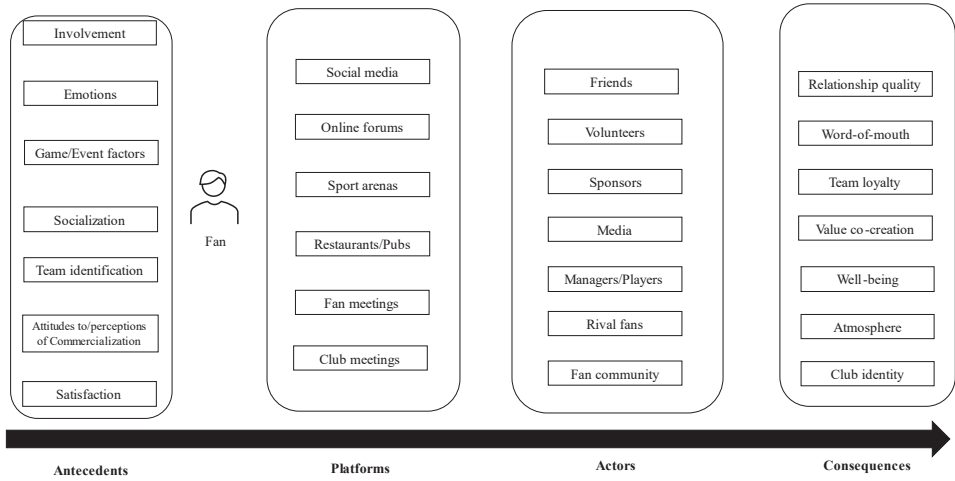 Involvement
Emotions
Game/Event factors
Socialization
Team identification
Attitudes to/perceptions
of Commercialization
Satisfaction
Fan
Social media
Online forums
Sport arenas
Restaurants/Pubs
Fan meetings
Club meetings
Friends
Volunteers
Sponsors
Media
Managers/Players
Rival fans
Fan community
Relationship quality
Word-of-mouth
Team loyalty
Value co-creation
Well-being
Atmosphere
Club identity
Antecedents
Platforms
Actors
Consequences